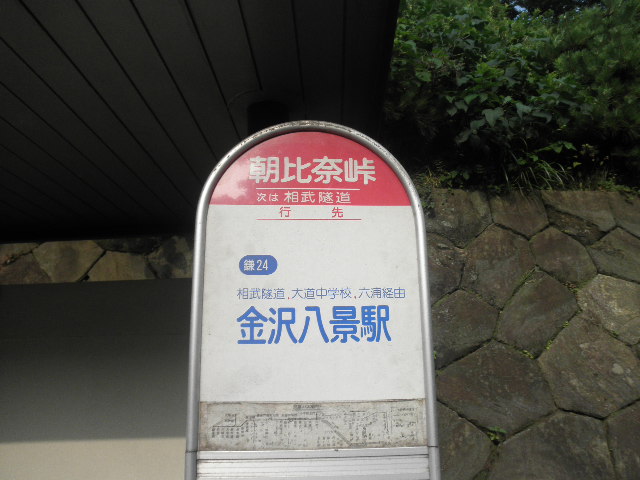 朝比奈峠
次は 相武隧道
行先
鎌24
相武隧道、大道中学校、六浦経由
金沢八景駅